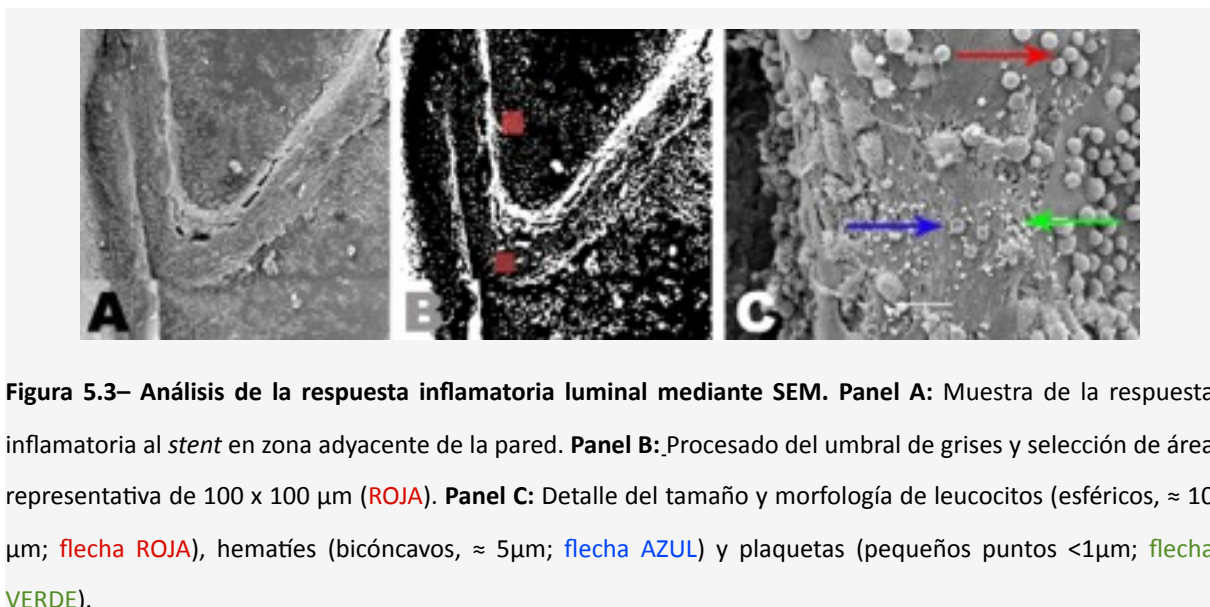 A
B
C
Figura 5.3– Análisis de la respuesta inflamatoria luminal mediante SEM. Panel A: Muestra de la respuesta
inflamatoria al stent en zona adyacente de la pared. Panel B: Procesado del umbral de grises y selección de área
representativa de 100 x 100 μm (ROJA). Panel C: Detalle del tamaño y morfología de leucocitos (esféricos, ≈ 10
μm; flecha ROJA), hematíes (bicóncavos, ≈ 5μm; flecha AZUL) y plaquetas (pequeños puntos <1μm; flecha
VERDE).